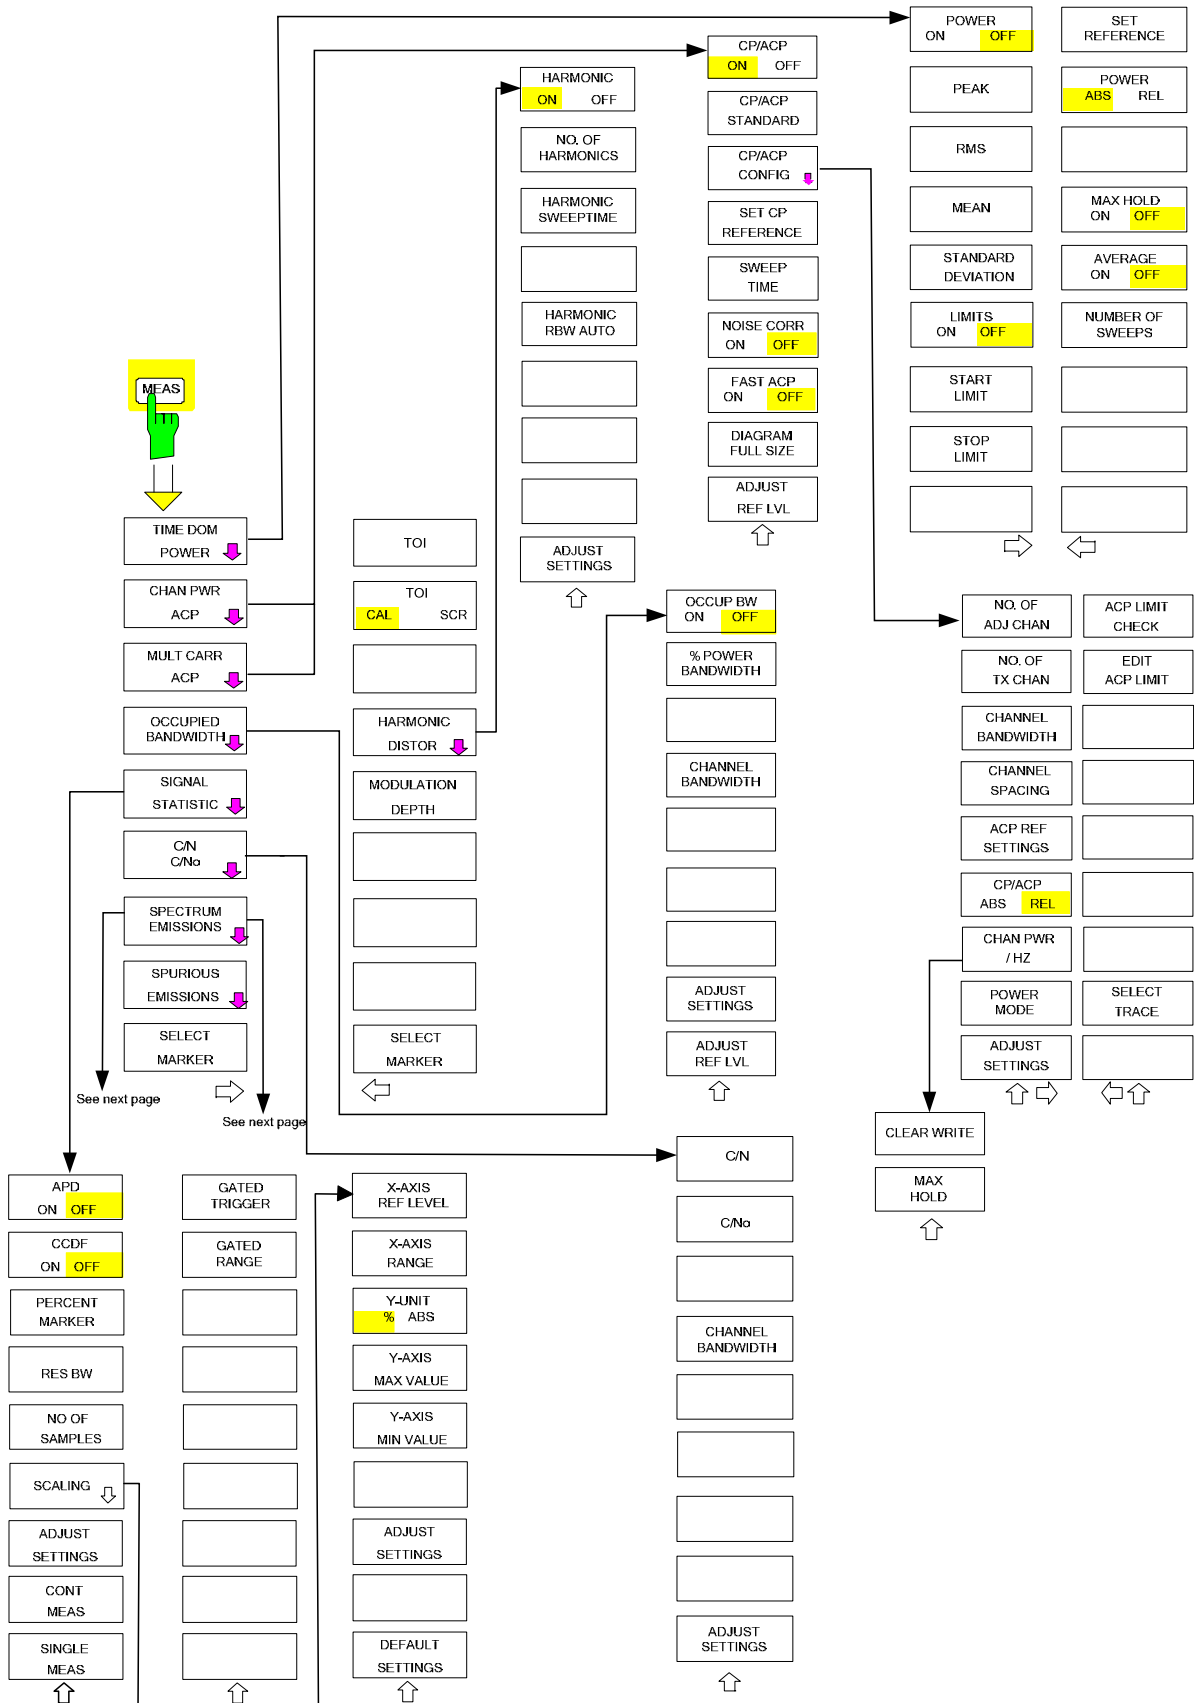 POWER
ON OFF
PEAK
RMS
MEAN
STANDARD
DEVIATION
LIMITS
ON OFF
START
LIMIT
STOP
LIMIT
SET
REFERENCE
POWER
ABS REL
MAX HOLD
ON OFF
AVERAGE
ON OFF
NUMBER OF
SWEEPS
CP/ACP
ON OFF
CP/ACP
STANDARD
CP/ACP
CONFIG
SET CP
REFERENCE
SWEEP
TIME
NOISE CORR
ON OFF
FAST ACP
ON OFF
DIAGRAM
FULL SIZE
ADJUST
REF LVL
HARMONIC
ON OFF
NO. OF
HARMONICS
HARMONIC
SWEEPTIME
HARMONIC
RBW AUTO
ADJUST
SETTINGS
MEAS
TIME DOM
POWER
CHAN PWR
ACP
MULT CARR
ACP
OCCUPIED
BANDWIDTH
SIGNAL
STATISTIC
C/N
C/No
SPECTRUM
EMISSIONS
SPURIOUS
EMISSIONS
SELECT
MARKER
See next page
See next page
TOI
TOI
CAL SCR
HARMONIC
DISTOR
MODULATION
DEPTH
SELECT
MARKER
OCCUP BW
ON OFF
% POWER
BANDWIDTH
CHANNEL
BANDWIDTH
ADJUST
SETTINGS
ADJUST
REF LVL
NO. OF
ADJ CHAN
NO. OF
TX CHAN
CHANNEL
BANDWIDTH
CHANNEL
SPACING
ACP REF
SETTINGS
CP/ACP
ABS REL
CHAN PWR
/ HZ
POWER
MODE
ADJUST
SETTINGS
ACP LIMIT
CHECK
EDIT
ACP LIMIT
SELECT
TRACE
CLEAR WRITE
MAX
HOLD
APD
ON OFF
CCDF
ON OFF
PERCENT
MARKER
RES BW
NO OF
SAMPLES
SCALING
ADJUST
SETTINGS
CONT
MEAS
SINGLE
MEAS
GATED
TRIGGER
GATED
RANGE
X-AXIS
REF LEVEL
X-AXIS
RANGE
Y-UNIT
% ABS
Y-AXIS
MAX VALUE
Y-AXIS
MIN VALUE
ADJUST
SETTINGS
DEFAULT
SETTINGS
C/N
C/No
CHANNEL
BANDWIDTH
ADJUST
SETTINGS